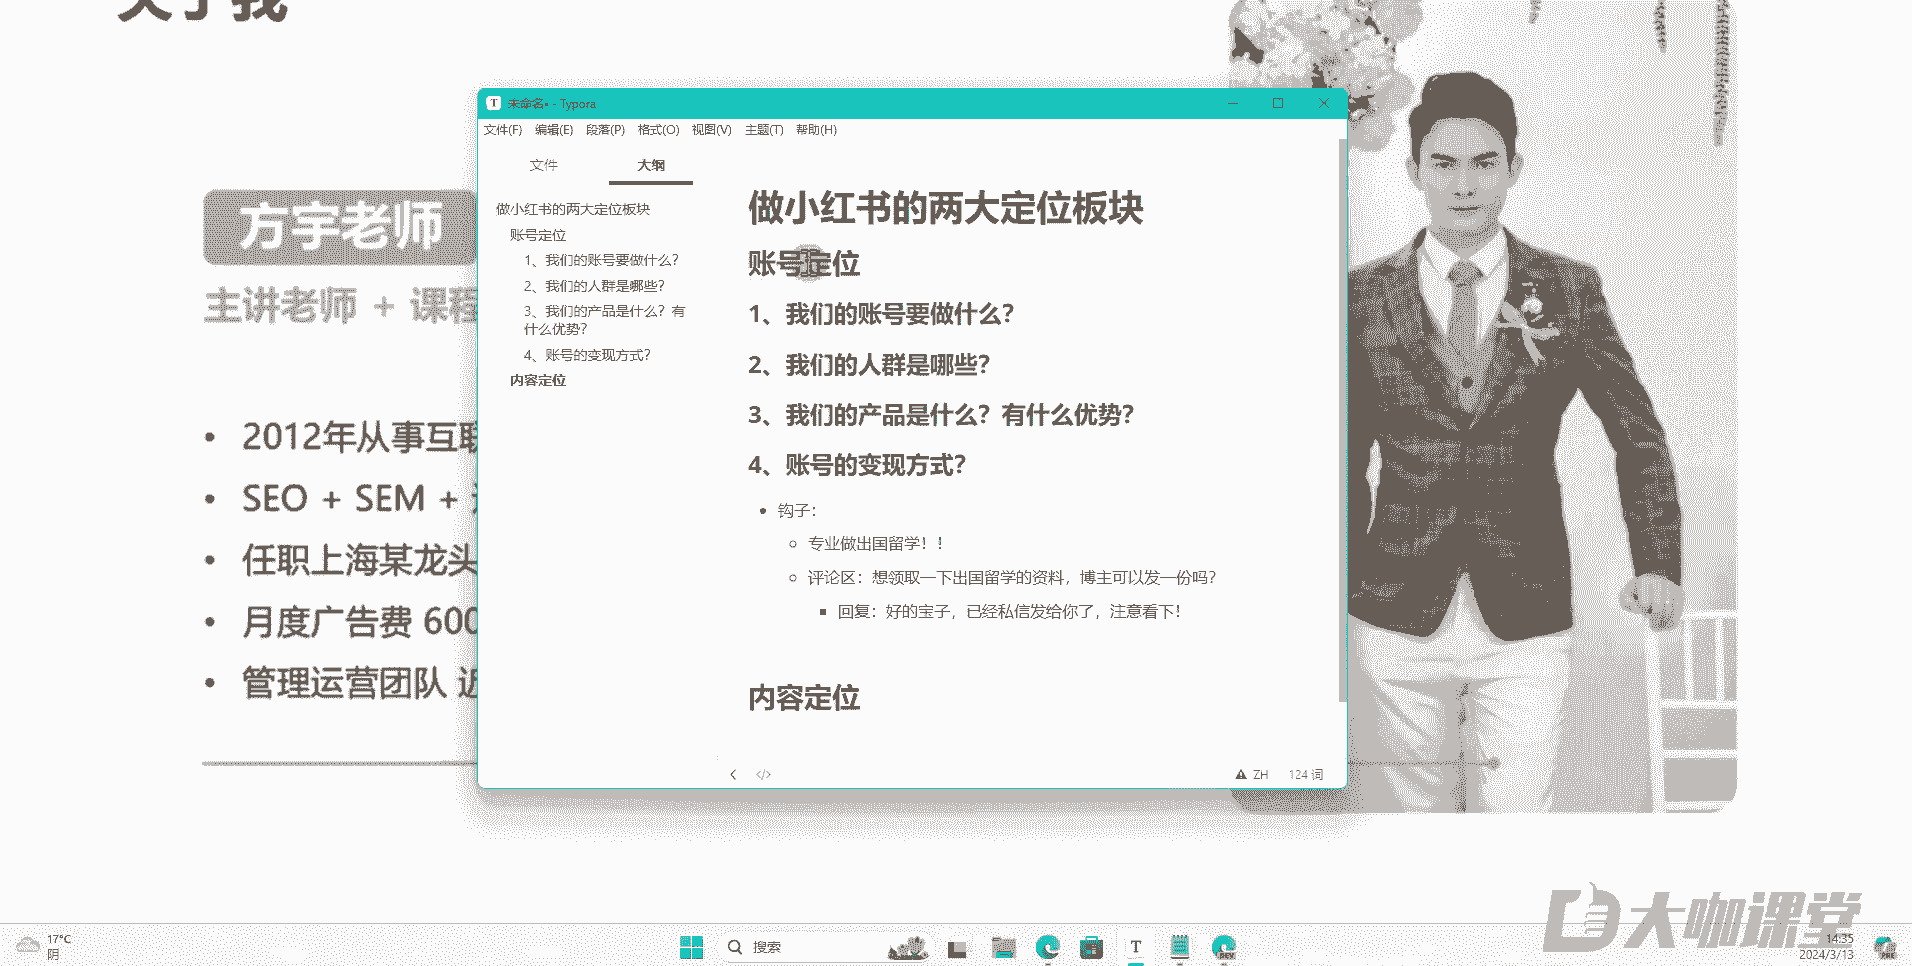 关于我
方宇老师
主讲老师 + 课程
2012年从事互联
SEO + SEM +
任职上海某龙头
月度广告费 600
管理运营团队 近
未命名• - Typora
文件(F) 编辑(E) 段落(P) 格式(O) 视图(V) 主题(T) 帮助(H)
文件 大纲
做小红书的两大定位板块
账号定位
1、我们的账号要做什么？
2、我们的人群是哪些？
3、我们的产品是什么？有
什么优势？
4、账号的变现方式？
内容定位
做小红书的两大定位板块
账号定位
1、我们的账号要做什么？
2、我们的人群是哪些？
3、我们的产品是什么？有什么优势？
4、账号的变现方式？
钩子：
专业做出国留学！！
评论区：想领取一下出国留学的资料，博主可以发一份吗？
回复：好的宝子，已经私信发给你了，注意看下！
内容定位
</> ZH 124 词
大咖课堂
17°C
阴
搜索
T
DEV
14:35
2024/3/13
PRE